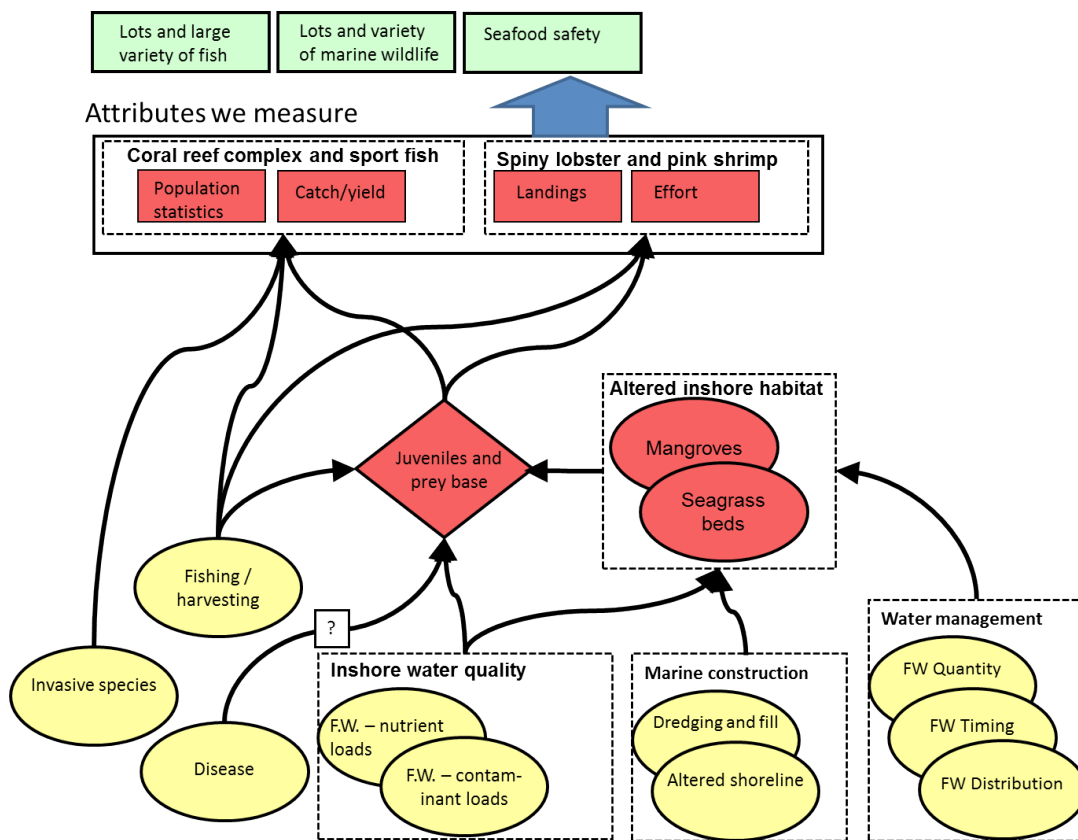 Lots and large
variety of fish
Lots and variety
of marine wildlife
Seafood safety
Attributes we measure
Coral reef complex and sport fish
Population
statistics
Catch/yield
Spiny lobster and pink shrimp
Landings
Effort
Altered inshore habitat
Mangroves
Seagrass
beds
Juveniles and
prey base
Fishing /
harvesting
?
Invasive species
Disease
Inshore water quality
F.W. – nutrient
loads
F.W. – contam-
inant loads
Marine construction
Dredging and fill
Altered shoreline
Water management
FW Quantity
FW Timing
FW Distribution